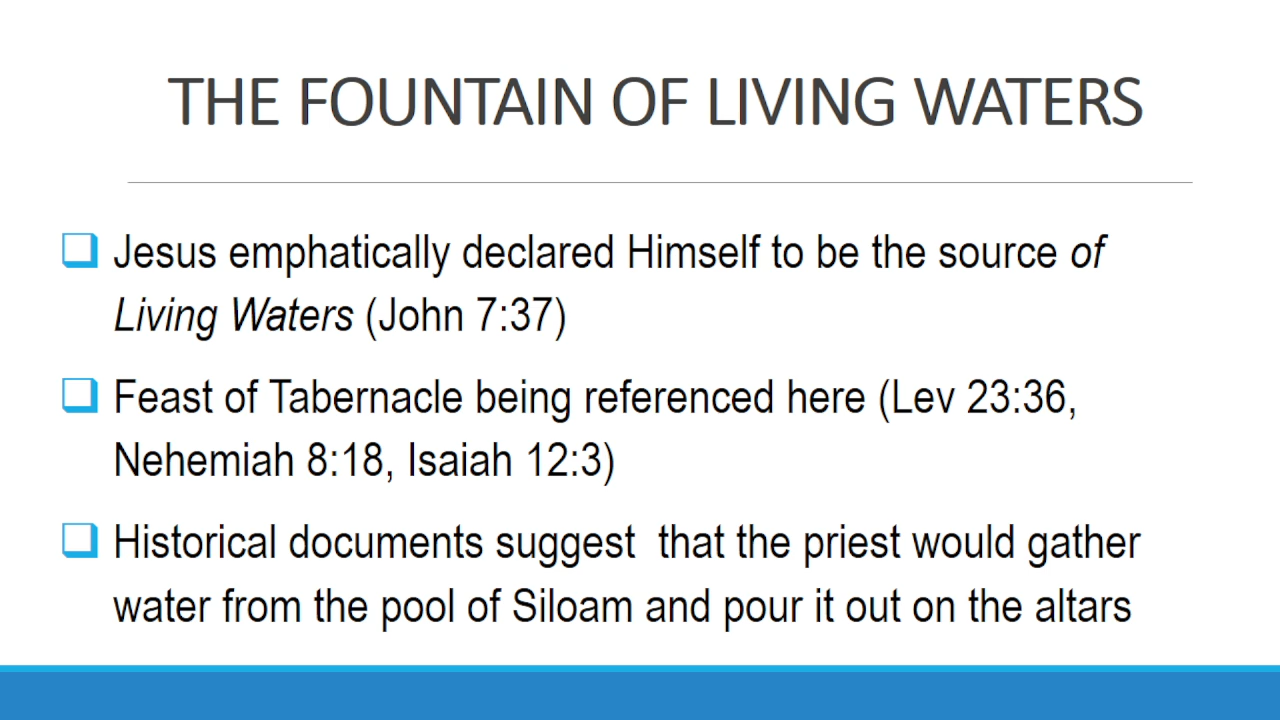 THE FOUNTAIN OF LIVING WATERS
Jesus emphatically declared Himself to be the source of
Living Waters (John 7:37)
Feast of Tabernacle being referenced here (Lev 23:36,
Nehemiah 8:18, Isaiah 12:3)
Historical documents suggest  that the priest would gather
water from the pool of Siloam and pour it out on the altars